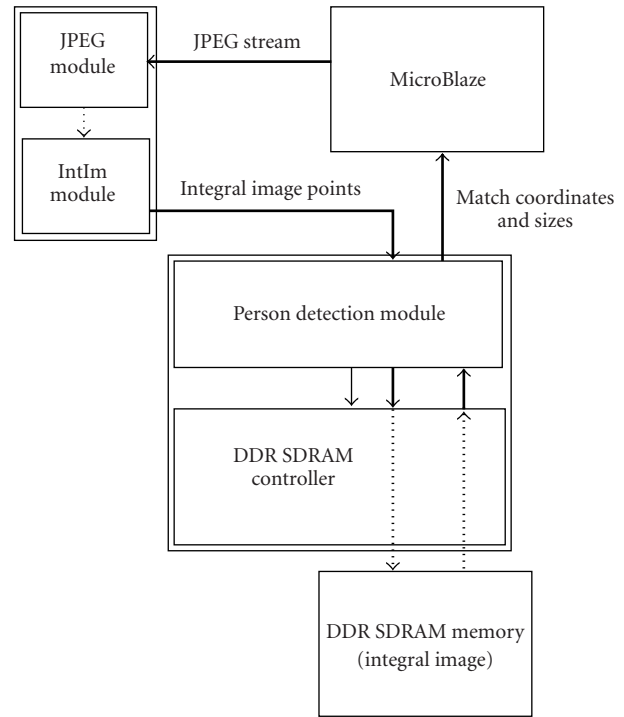 JPEG
module
JPEG stream
MicroBlaze
IntIm
module
Integral image points
Match coordinates
and sizes
Person detection module
DDR SDRAM
controller
DDR SDRAM memory
(integral image)